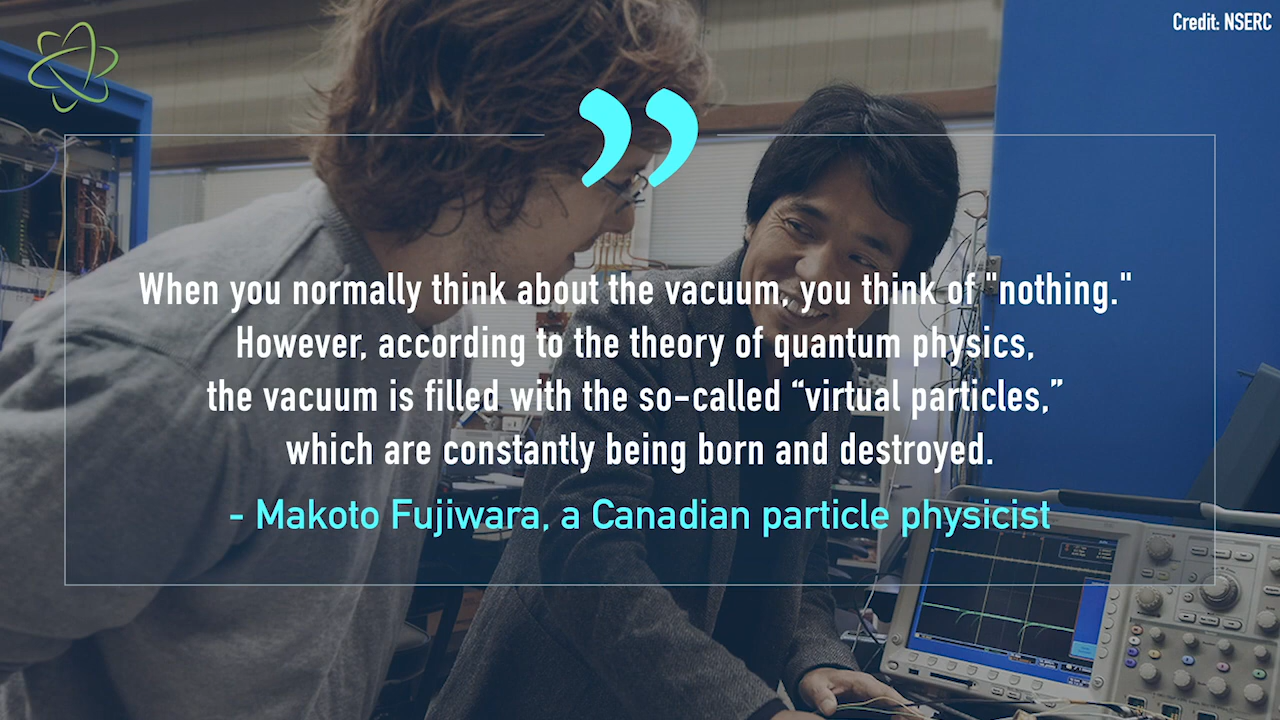 Credit: NSERC
”
When you normally think about the vacuum, you think of "nothing."
However, according to the theory of quantum physics,
the vacuum is filled with the so-called “virtual particles,”
which are constantly being born and destroyed.
- Makoto Fujiwara, a Canadian particle physicist